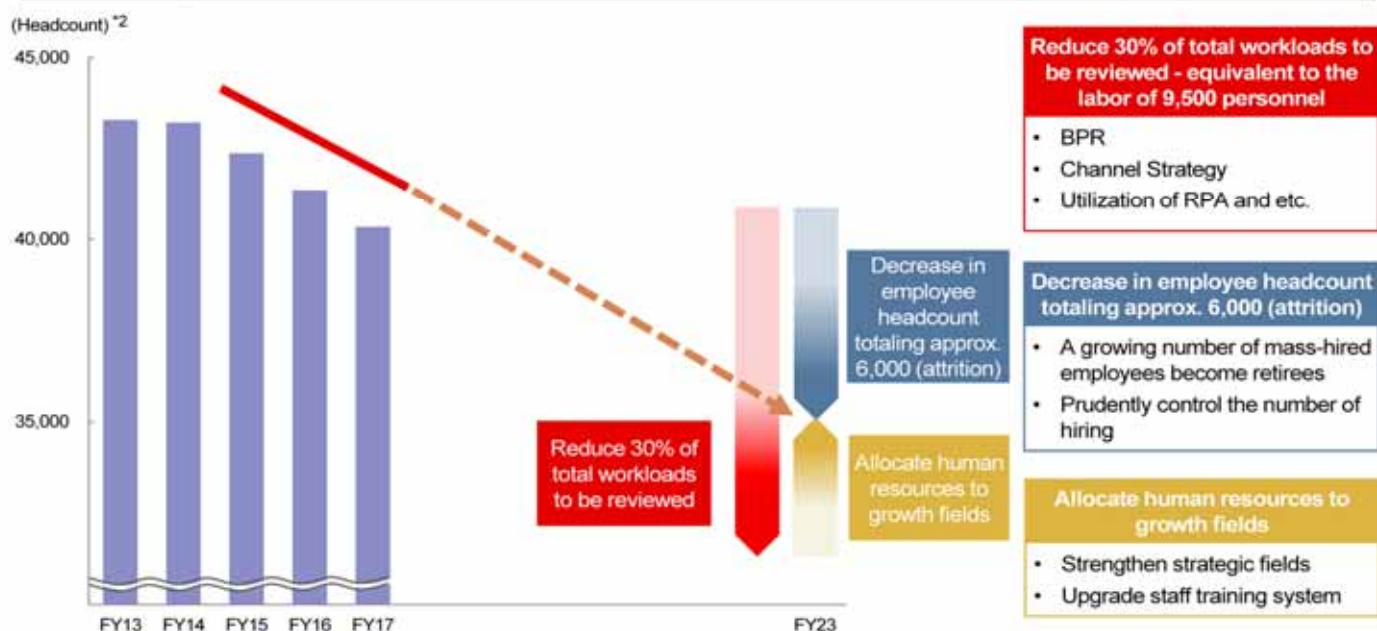 (Headcount) *2
45,000
40,000
35,000
FY13
FY14
FY15
FY16
FY17
FY23
Reduce 30% of
total workloads
to be reviewed
Decrease in
employee
headcount
totaling approx.
6,000 (attrition)
Allocate human
resources to
growth fields
Reduce 30% of total workloads to
be reviewed - equivalent to the
labor of 9,500 personnel
• BPR
• Channel Strategy
• Utilization of RPA and etc.
Decrease in employee headcount
totaling approx. 6,000 (attrition)
• A growing number of mass-hired
employees become retirees
• Prudently control the number of
hiring
Allocate human resources to
growth fields
• Strengthen strategic fields
• Upgrade staff training system